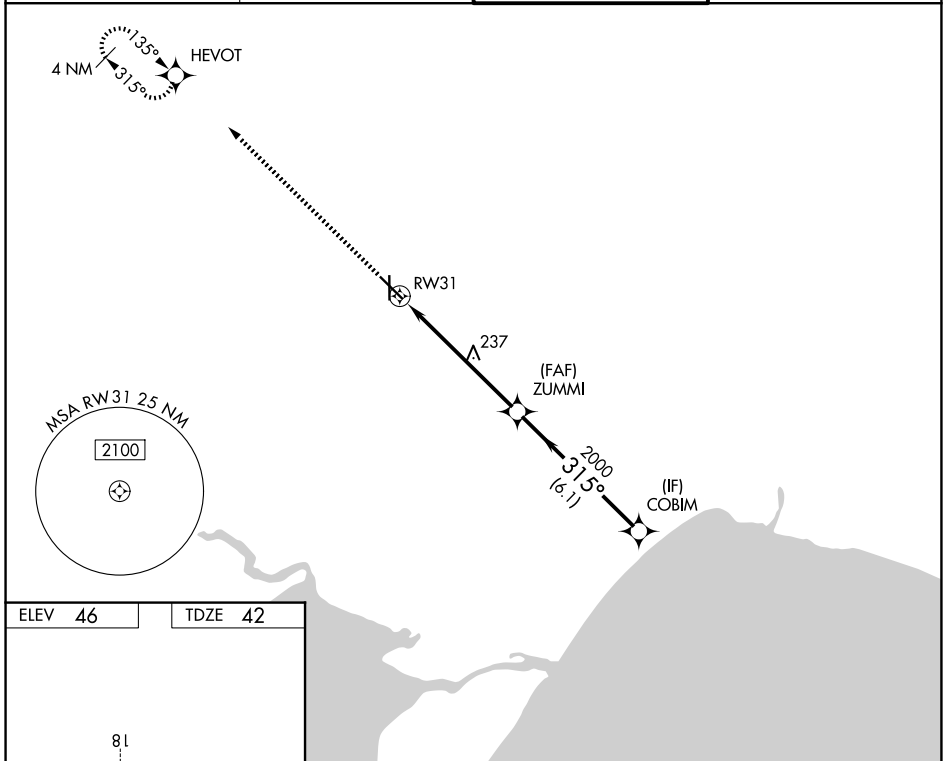 135°
HEVOT
4 NM
315°
RW31
237
(FAF)
ZUMMI
MSA RW31 25 NM
2100
2000
315°
(6.1)
(IF)
COBIM
ELEV 46
TDZE 42
18